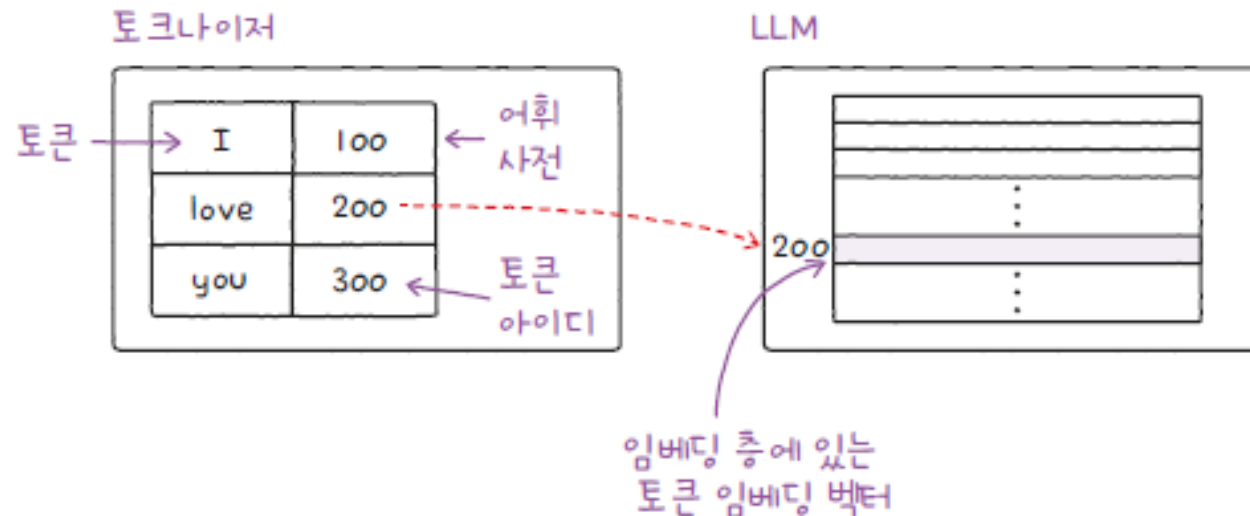 토크나이저
LLM
토큰
I 100
어휘
사전
love 200
200
you 300
토큰
아이디
임베딩 층에 있는
토큰 임베딩 벡터